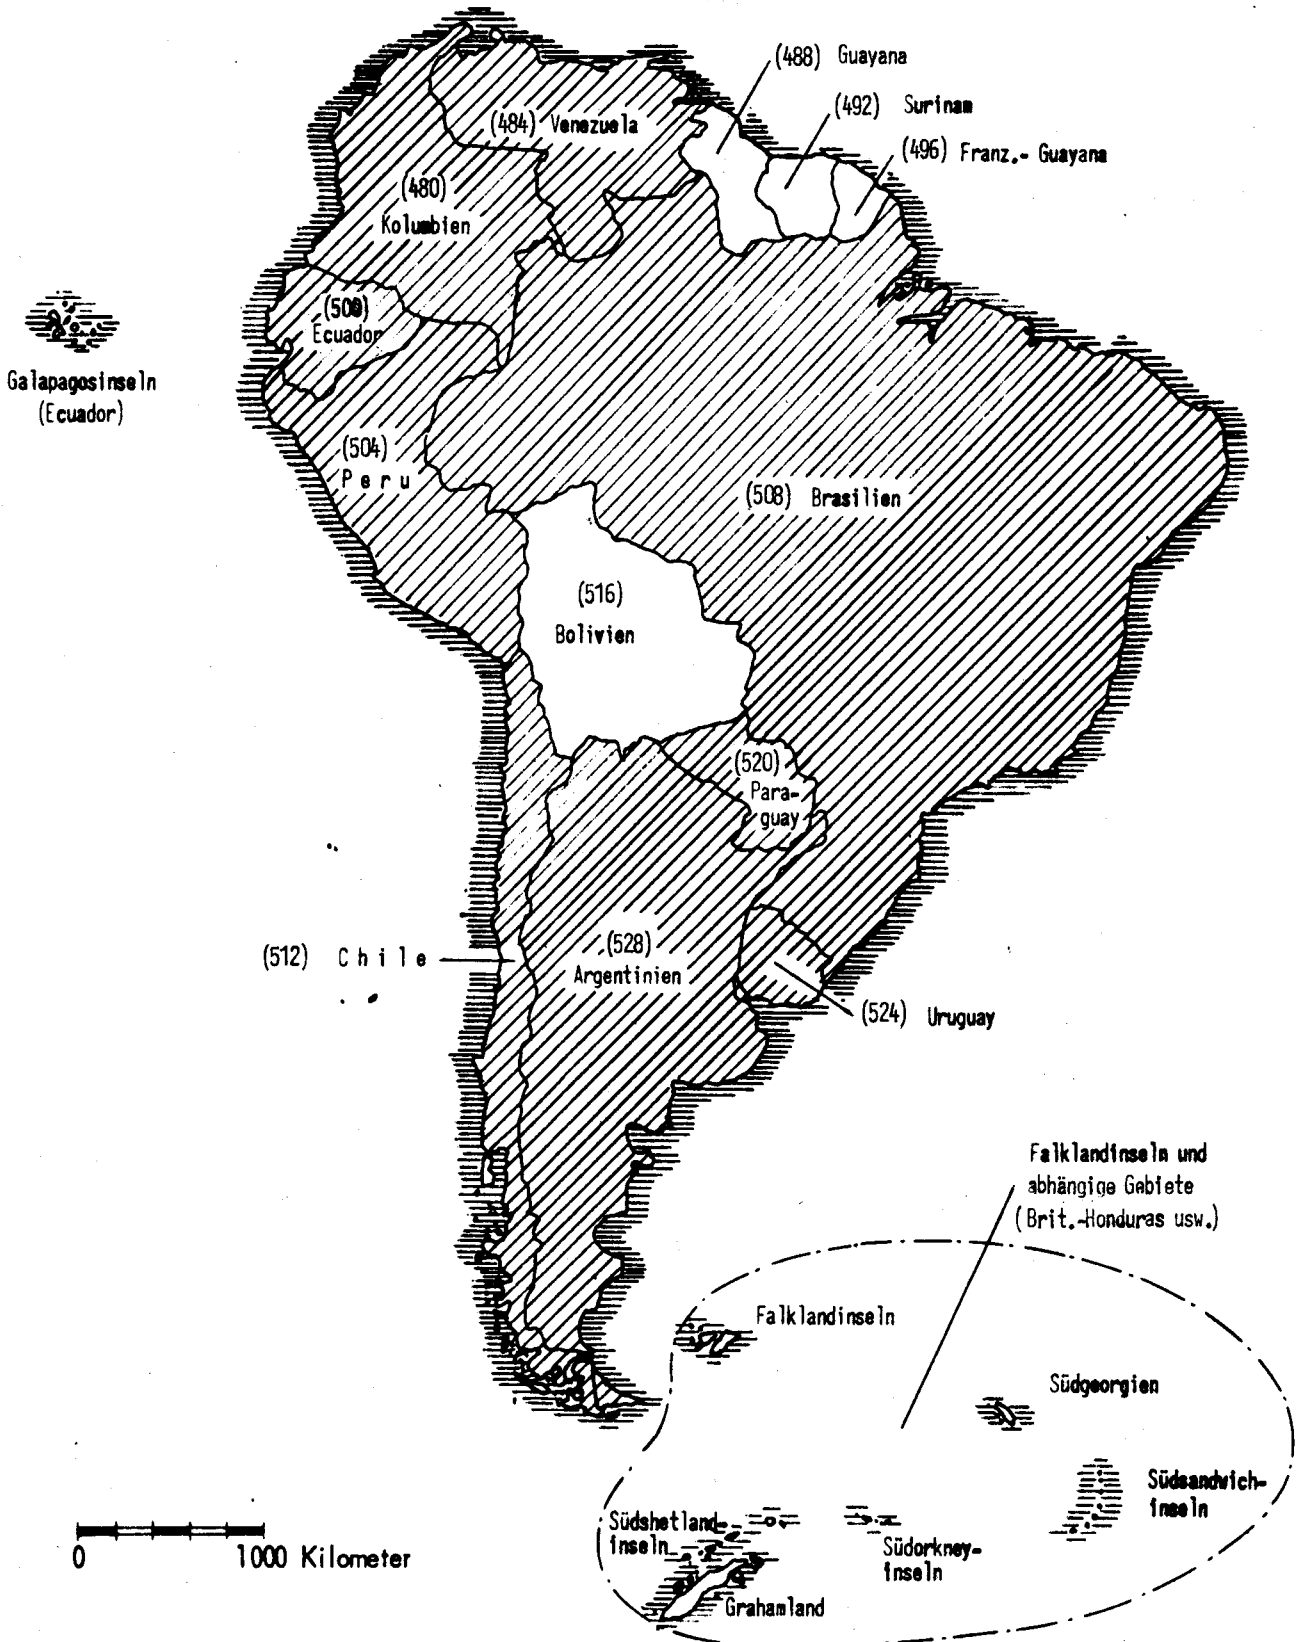 (488) Guayana
(492) Surinam
(496) Franz.- Guayana
(484) Venezuela
(480)
Kolumbien
(500)
Ecuador
Galapagosinseln
(Ecuador)
(504)
Peru
(508) Brasilien
(516)
Bolivien
(520)
Para-
guay
(512) Chile
(528)
Argentinien
(524) Uruguay
Falklandinseln und
abhängige Gebiete
(Brit.-Honduras usw.)
Falklandinseln
Südgeorgien
Südsandwich-
inseln
Südshetland-
inseln
Südorkney-
inseln
Grahamland
0 1000 Kilometer